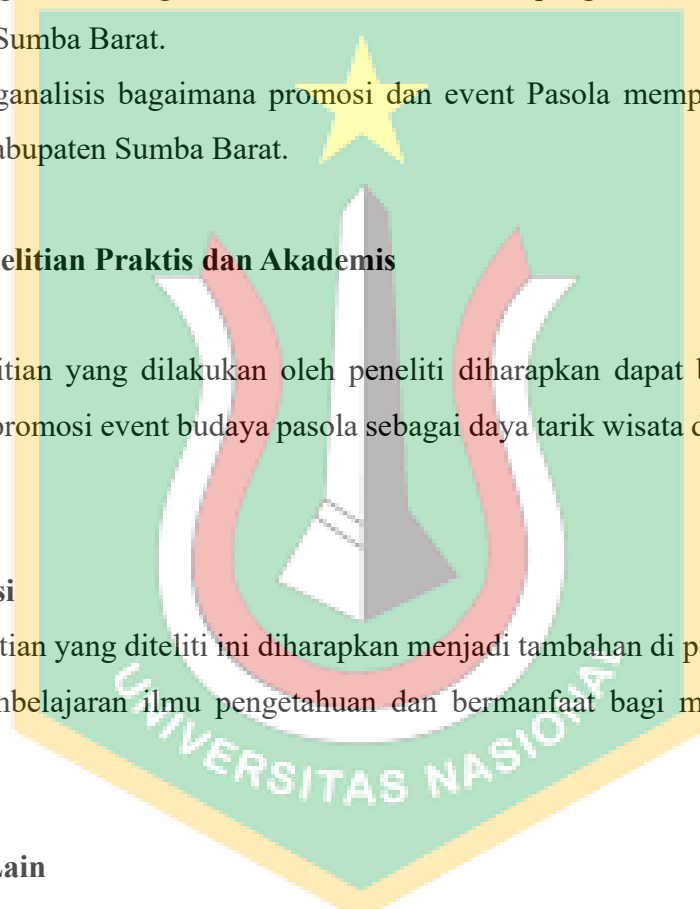 Sumba Barat.
ganalisis bagaimana promosi dan event Pasola memp
abupaten Sumba Barat.
elitian Praktis dan Akademis
itian yang dilakukan oleh peneliti diharapkan dapat b
promosi event budaya pasola sebagai daya tarik wisata d
si
tian yang diteliti ini diharapkan menjadi tambahan di p
mbelajaran ilmu pengetahuan dan bermanfaat bagi m
UNIVERSITAS NASIONAL
Lain